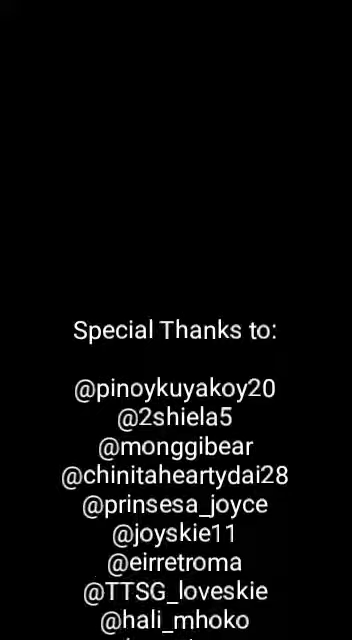 Special Thanks to:
@pinoykuyakoy20
@2shiela5
@monggibear
@chinitaheartydai28
@prinsesa_joyce
@joyskie11
@eirretroma
@TTSG_loveskie
@hali_mhoko